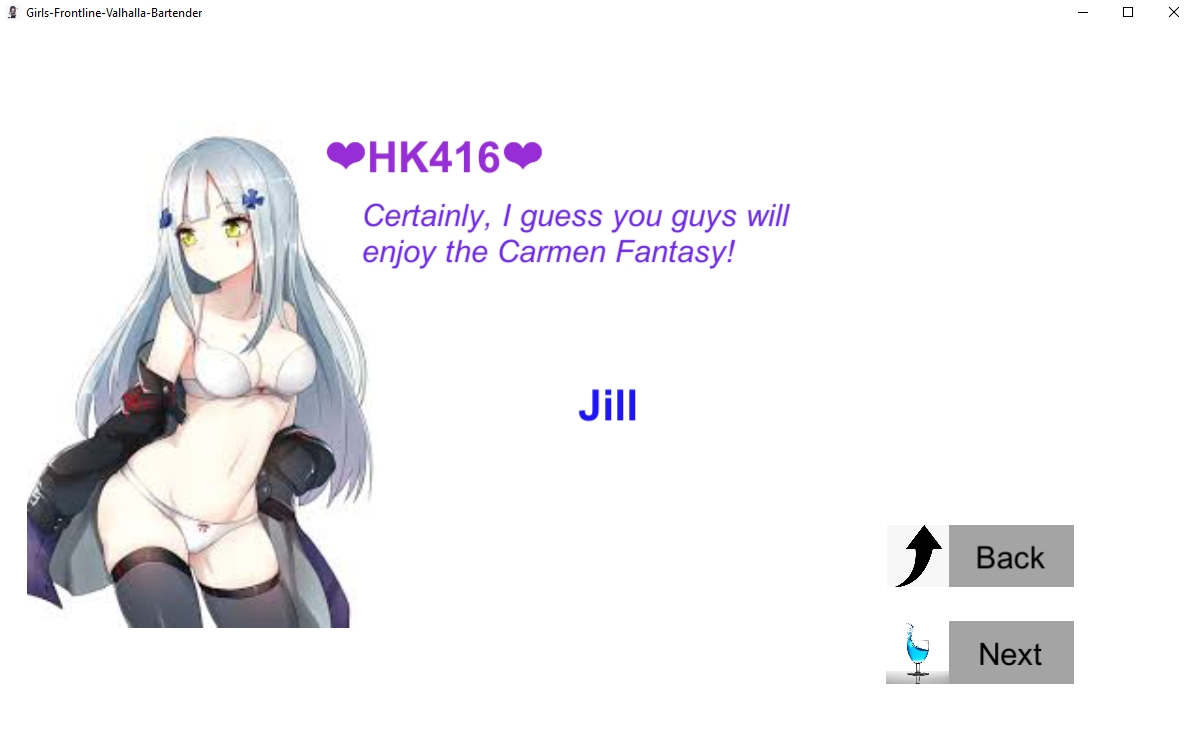 Girls-Frontline-Valhalla-Bartender
❤HK416❤
Certainly, I guess you guys will
enjoy the Carmen Fantasy!
Jill
Back
Next